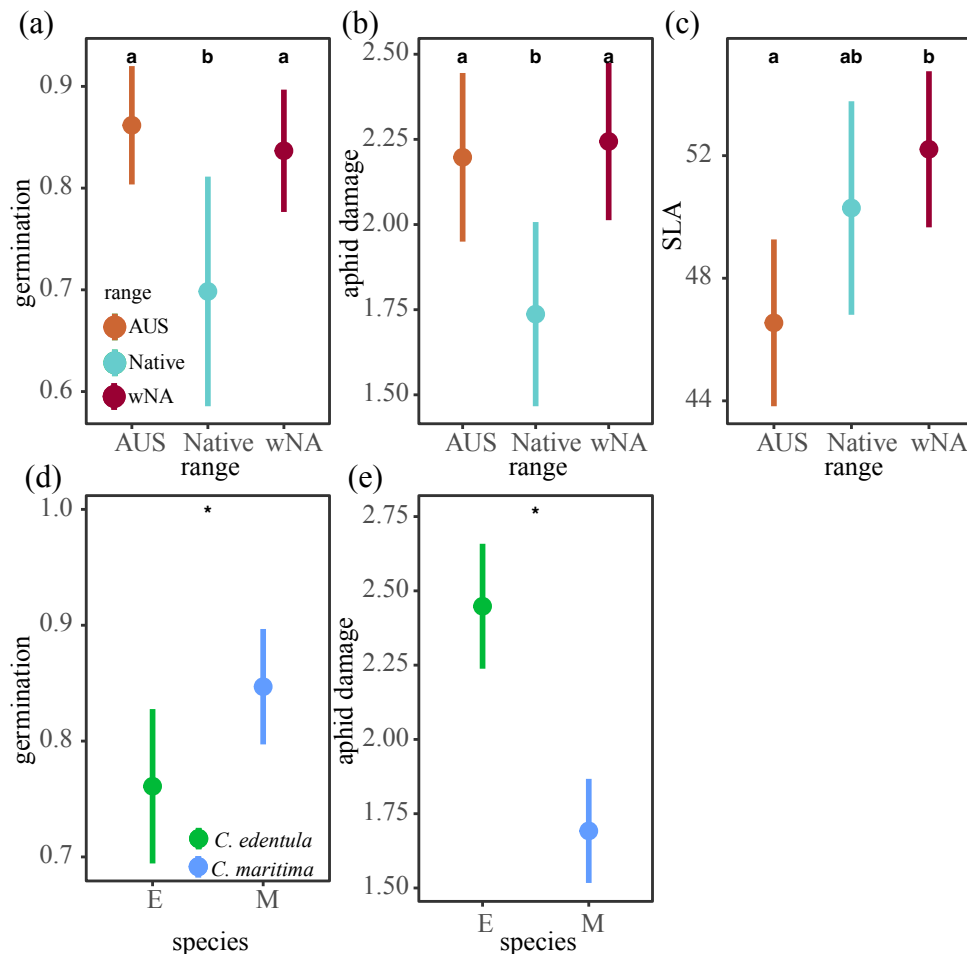 (a)
a b a
0.9
0.8
0.7
0.6
germination
range
AUS
Native
wNA
AUS Native wNA
range
(b)
a b a
2.50
2.25
2.00
1.75
1.50
aphid damage
AUS Native wNA
range
(c)
a ab b
52
48
44
SLA
AUS Native wNA
range
(d)
*
1.0
0.9
0.8
0.7
germination
C. edentula
C. maritima
E M
species
(e)
*
2.75
2.50
2.25
2.00
1.75
1.50
aphid damage
E M
species